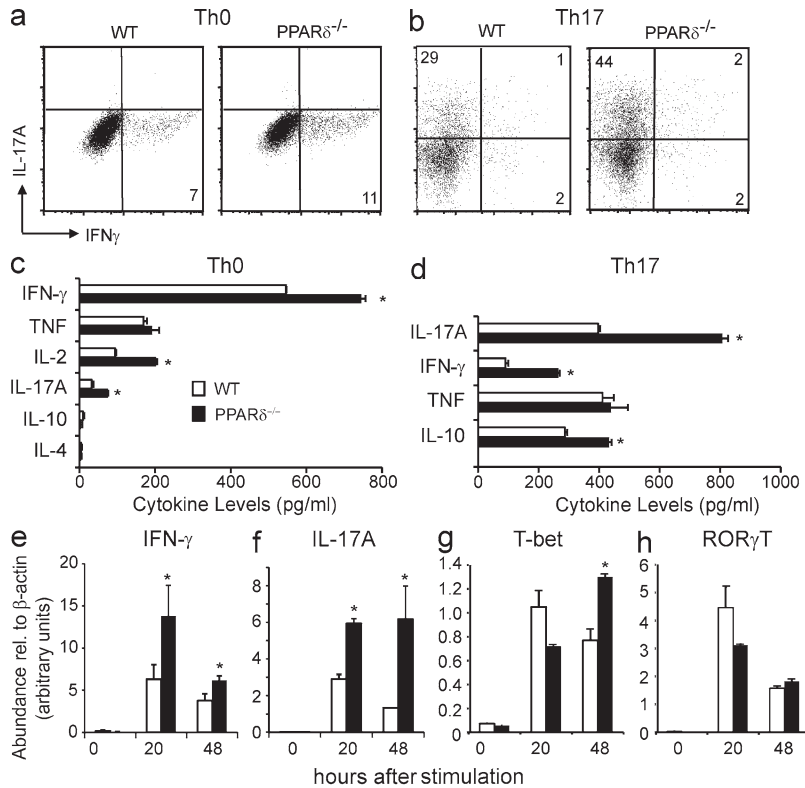 a Th0 b Th17
WT PPARδ-/- WT PPARδ-/-
29 1 44 2
IL-17A
7 11 2 2
IFNγ
c Th0 d Th17
IFN-γ *
TNF
IL-2 *
IL-17A *
IL-10
IL-4
WT
PPARδ-/-
0 200 400 600 800
Cytokine Levels (pg/ml)
IL-17A *
IFN-γ *
TNF
IL-10 *
0 200 400 600 800 1000
Cytokine Levels (pg/ml)
e IFN-γ f IL-17A g T-bet h RORγT
Abundance rel. to β-actin
(arbitrary units)
20
15
10
5
0
* *
0 20 48
8
6
4
2
0
* *
0 20 48
1.4
1.2
1.0
0.8
0.6
0.4
0.2
0
*
0 20 48
6
5
4
3
2
1
0
0 20 48
hours after stimulation